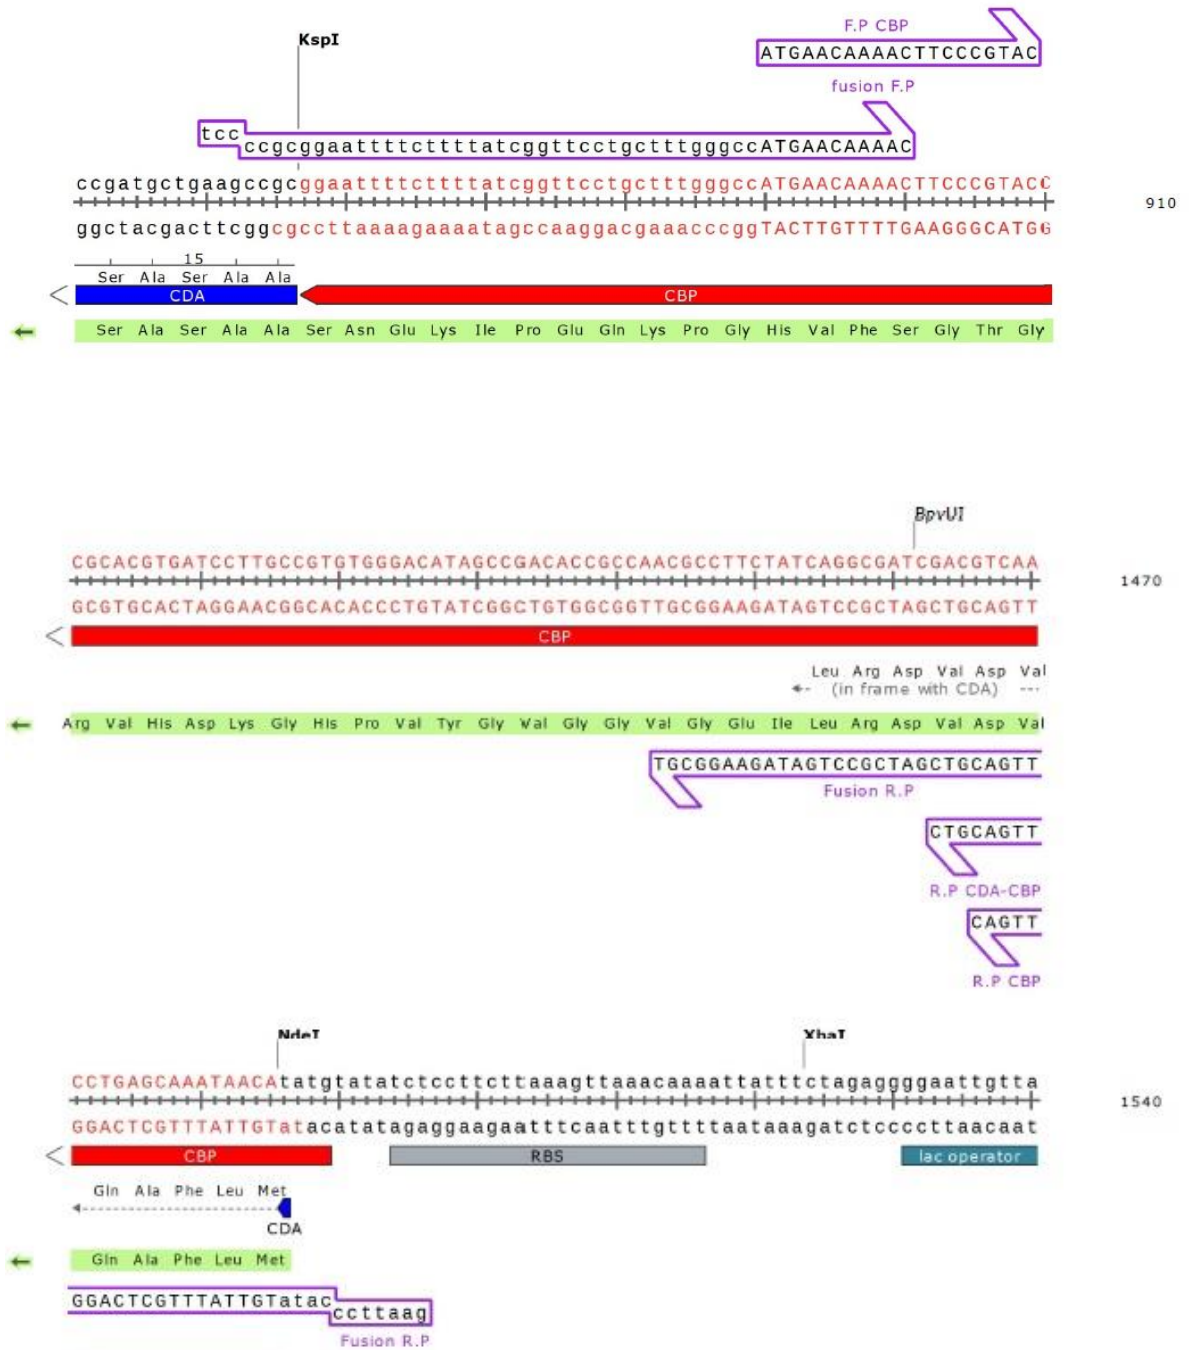 F.P CBP
KspI
ATGAACAAAACTTCCCGTAC
fusion F.P
tcc
ccgcggaattttcttttatcggttcctgctttgggccATGAACAAAAC
ccgatgctgaagccgcggaattttcttttatcggttcctgctttgggccATGAACAAAACTTCCCGTACC
910
ggctacgacttcggcgccttaaaagaaaatagccaaggacgaaacccggTACTTGTTTTGAAGGGCATGG
15
Ser Ala Ser Ala Ala
< CDA CBP
Ser Ala Ser Ala Ala Ser Asn Glu Lys Ile Pro Glu Gln Lys Pro Gly His Val Phe Ser Gly Thr Gly
BpvUI
CGCACGTGATCCTTGCCGTGTGGGACATAGCCGACACCGCCAACGCCTTCTATCAGGCGATCGACGTCAA
1470
GCGTGCACTAGGAACGGCACACCCTGTATCGGCTGTGGCGGTTGCGGAAGATAGTCCGCTAGCTGCAGTT
< CBP
Leu Arg Asp Val Asp Val
(in frame with CDA)
Arg Val His Asp Lys Gly His Pro Val Tyr Gly Val Gly Gly Val Gly Glu Ile Leu Arg Asp Val Asp Val
TGCGGAAGATAGTCCGCTAGCTGCAGTT
Fusion R.P
CTGCAGTT
R.P CDA-CBP
CAGTT
R.P CBP
NdeI XbaI
CCTGAGCAAATAACAtatgtatatctccttcttaaagttaaacaaaattatttctagaggggaattgtta
1540
GGACTCGTTTATTGTatacatatagaggaagaatttcaatttgttttaataaagatctccccttaacaat
< CBP RBS lac operator
Gln Ala Phe Leu Met
CDA
Gln Ala Phe Leu Met
GGACTCGTTTATTGTatac
ccttaag
Fusion R.P